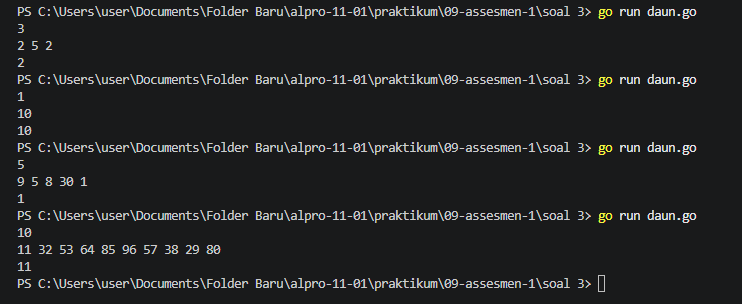 PS C:\Users\user\Documents\Folder Baru\alpro-11-01\praktikum\09-assesmen-1\soal 3> go run daun.go
3
2 5 2
2
PS C:\Users\user\Documents\Folder Baru\alpro-11-01\praktikum\09-assesmen-1\soal 3> go run daun.go
1
10
10
PS C:\Users\user\Documents\Folder Baru\alpro-11-01\praktikum\09-assesmen-1\soal 3> go run daun.go
5
9 5 8 30 1
1
PS C:\Users\user\Documents\Folder Baru\alpro-11-01\praktikum\09-assesmen-1\soal 3> go run daun.go
10
11 32 53 64 85 96 57 38 29 80
11
PS C:\Users\user\Documents\Folder Baru\alpro-11-01\praktikum\09-assesmen-1\soal 3>